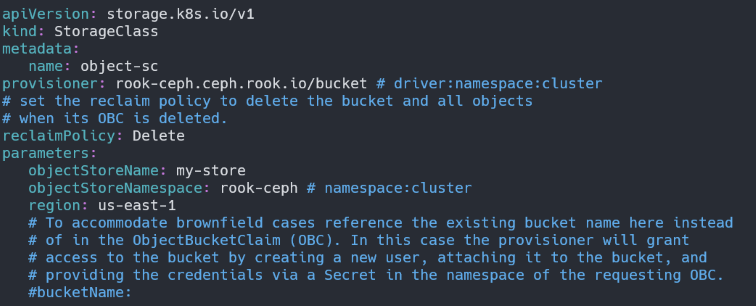 apiVersion: storage.k8s.io/v1
kind: StorageClass
metadata:
   name: object-sc
provisioner: rook-ceph.ceph.rook.io/bucket # driver:namespace:cluster
# set the reclaim policy to delete the bucket and all objects
# when its OBC is deleted.
reclaimPolicy: Delete
parameters:
   objectStoreName: my-store
   objectStoreNamespace: rook-ceph # namespace:cluster
   region: us-east-1
   # To accommodate brownfield cases reference the existing bucket name here instead
   # of in the ObjectBucketClaim (OBC). In this case the provisioner will grant
   # access to the bucket by creating a new user, attaching it to the bucket, and
   # providing the credentials via a Secret in the namespace of the requesting OBC.
   #bucketName: